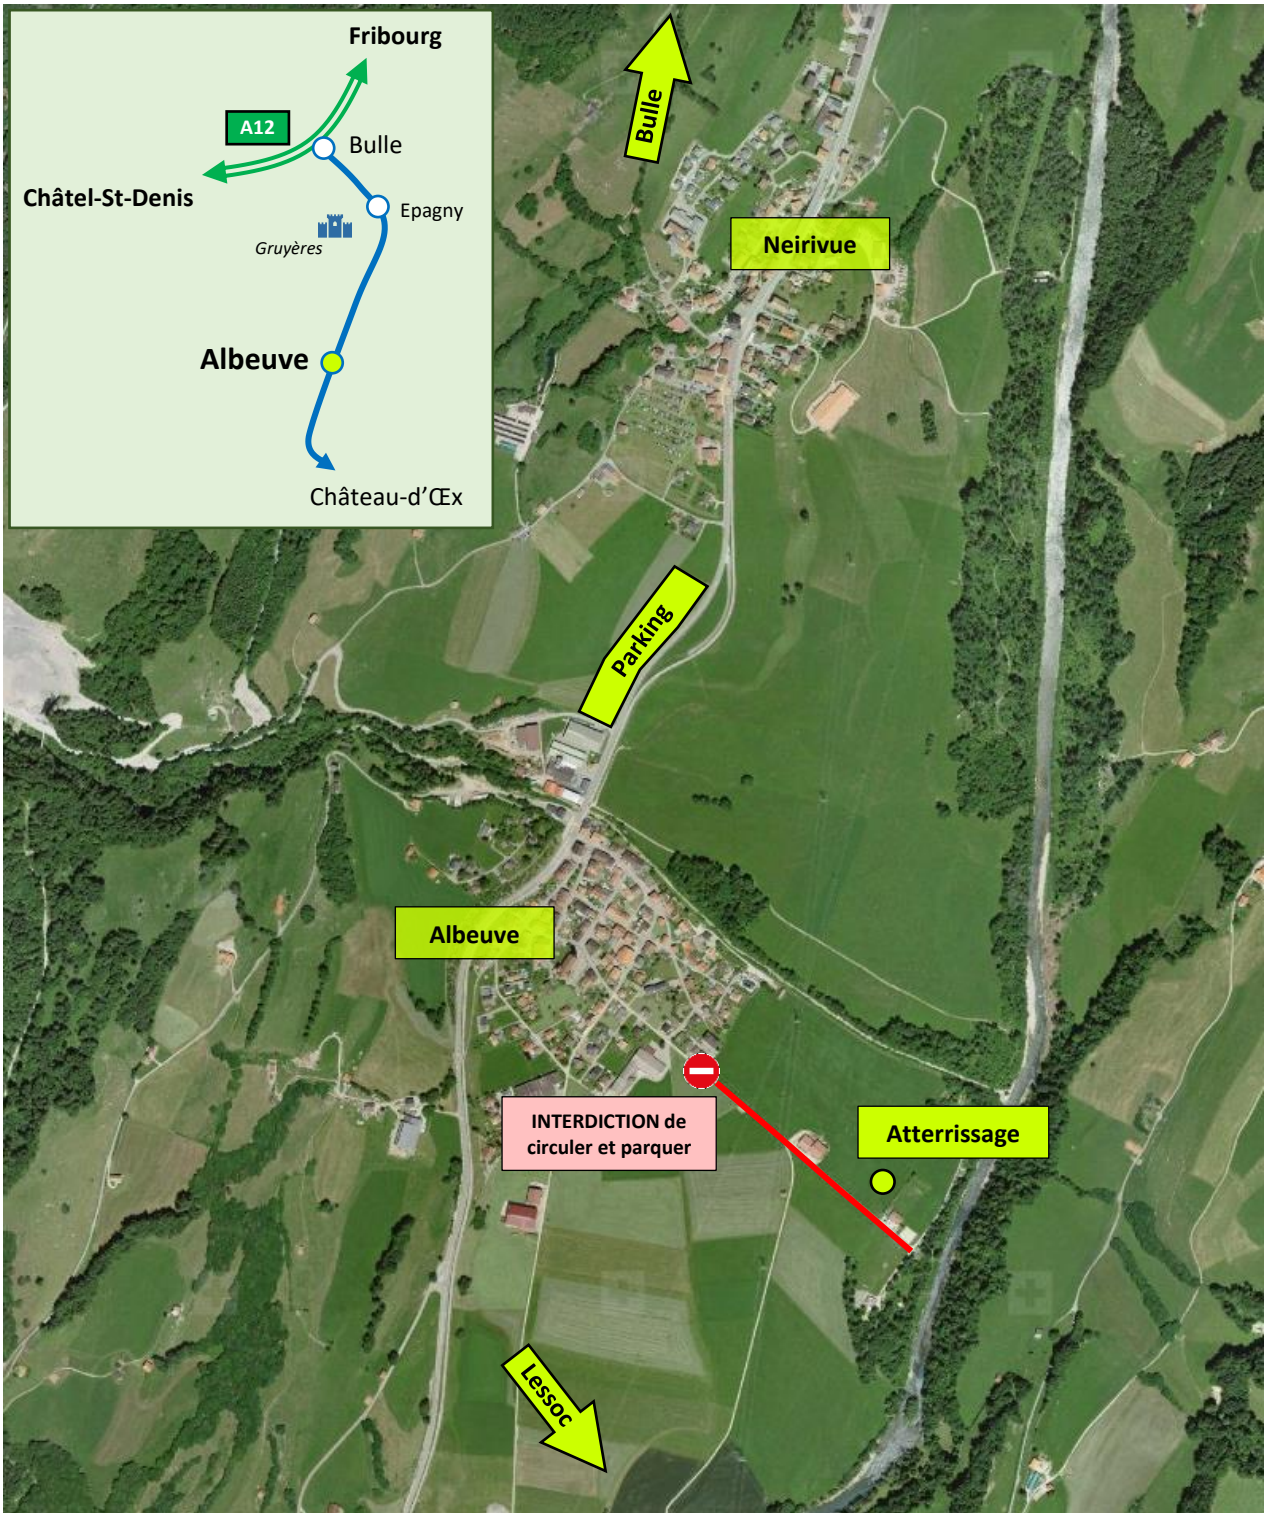 Fribourg
A12
Bulle
Châtel-St-Denis
Epagny
Gruyères
Albeuve
Château-d'Œx
Bulle
Neirivue
Parking
Albeuve
INTERDICTION de
circuler et parquer
Atterrissage
Lessoc